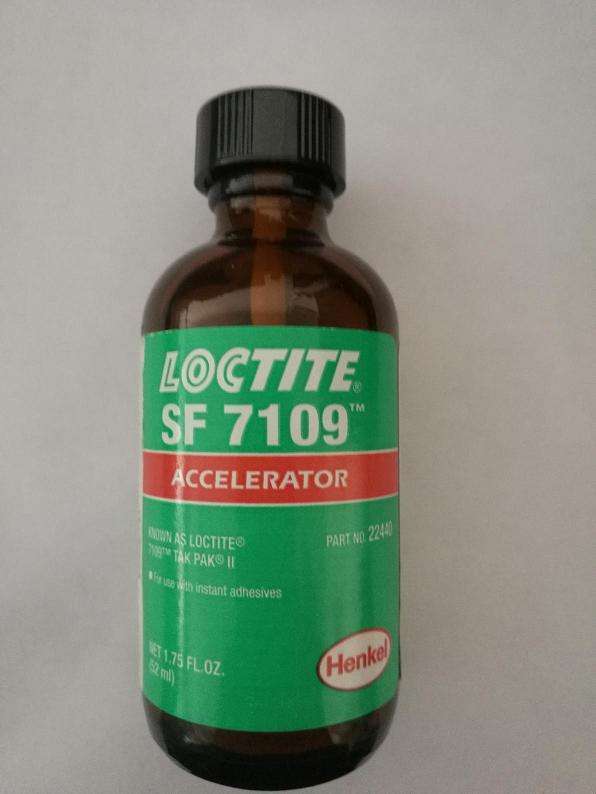 LOCTITE®
SF 7109™
ACCELERATOR
KNOWN AS LOCTITE®
7109™ TAK PAK® II
PART NO. 22440
■ For use with instant adhesives
NET 1.75 FL.OZ.
(52 ml)
Henkel